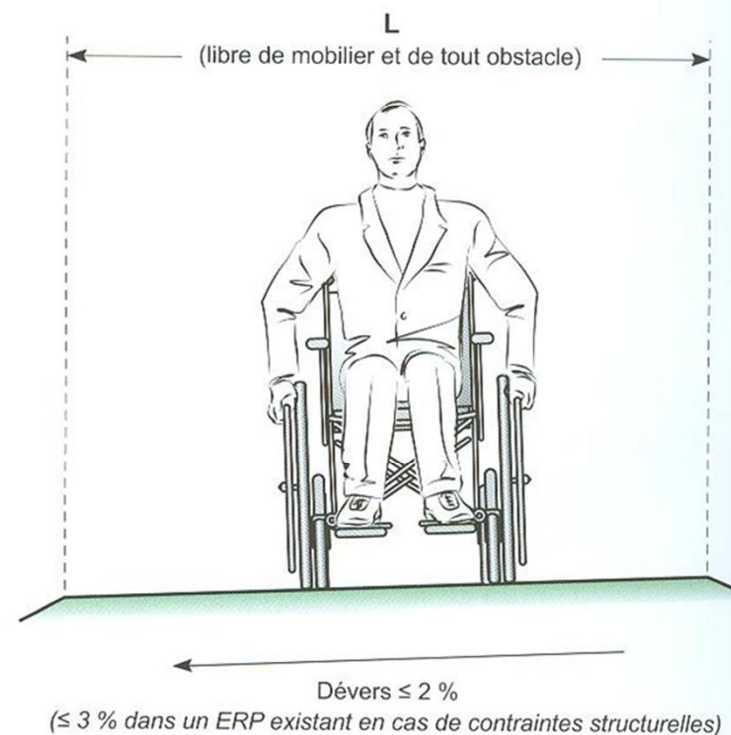 L
(libre de mobilier et de tout obstacle)
Dévers ≤ 2 %
(≤ 3 % dans un ERP existant en cas de contraintes structurelles)